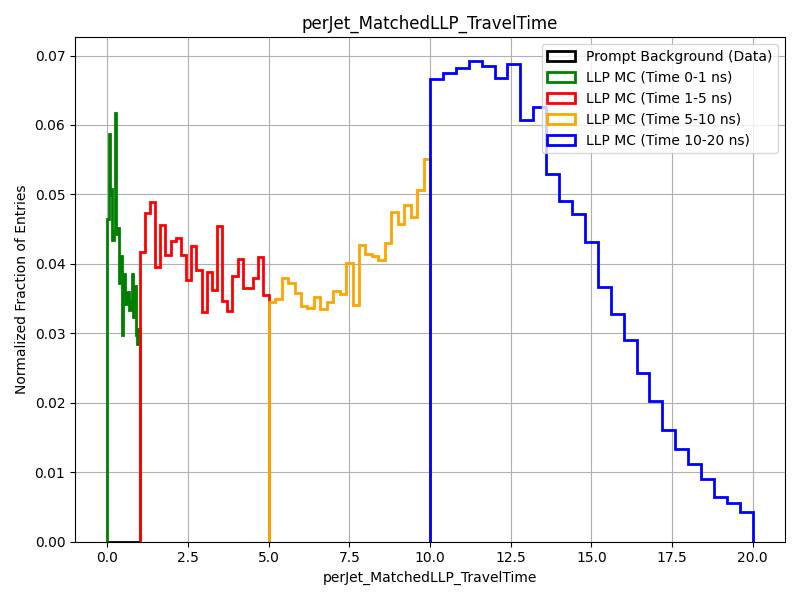 perJet_MatchedLLP_TravelTime
Prompt Background (Data)
LLP MC (Time 0-1 ns)
LLP MC (Time 1-5 ns)
LLP MC (Time 5-10 ns)
LLP MC (Time 10-20 ns)
Normalized Fraction of Entries
0.07
0.06
0.05
0.04
0.03
0.02
0.01
0.00
0.0 2.5 5.0 7.5 10.0 12.5 15.0 17.5 20.0
perJet_MatchedLLP_TravelTime